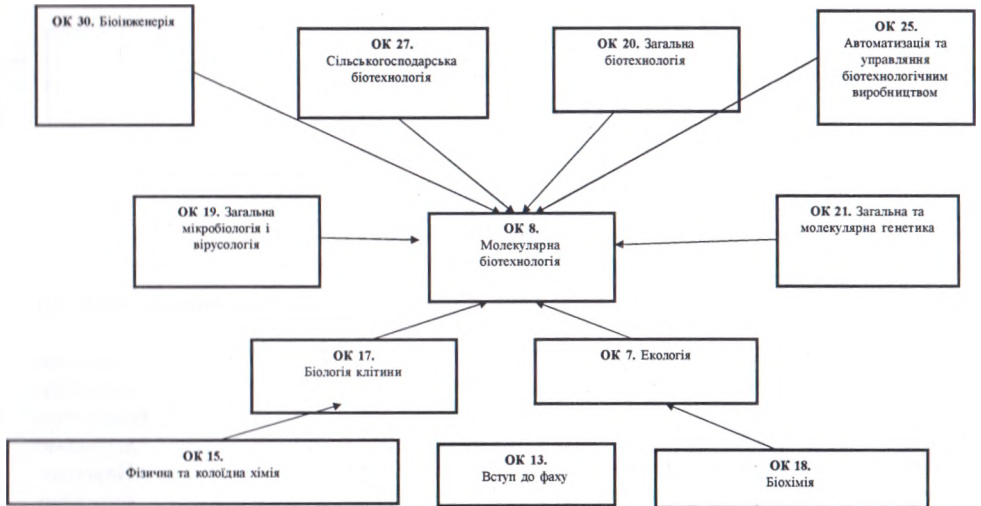 ОК 30. Біоінженерія
ОК 27.
Сільськогосподарська
біотехнологія
ОК 20. Загальна
біотехнологія
ОК 25.
Автоматизація та
управляння
біотехнологічним
виробництвом
ОК 19. Загальна
мікробіологія і
вірусологія
ОК 8.
Молекулярна
біотехнологія
ОК 21. Загальна та
молекулярна генетика
ОК 17.
Біологія клітини
ОК 7. Екологія
ОК 15.
Фізична та колоїдна хімія
ОК 13.
Вступ до фаху
ОК 18.
Біохімія